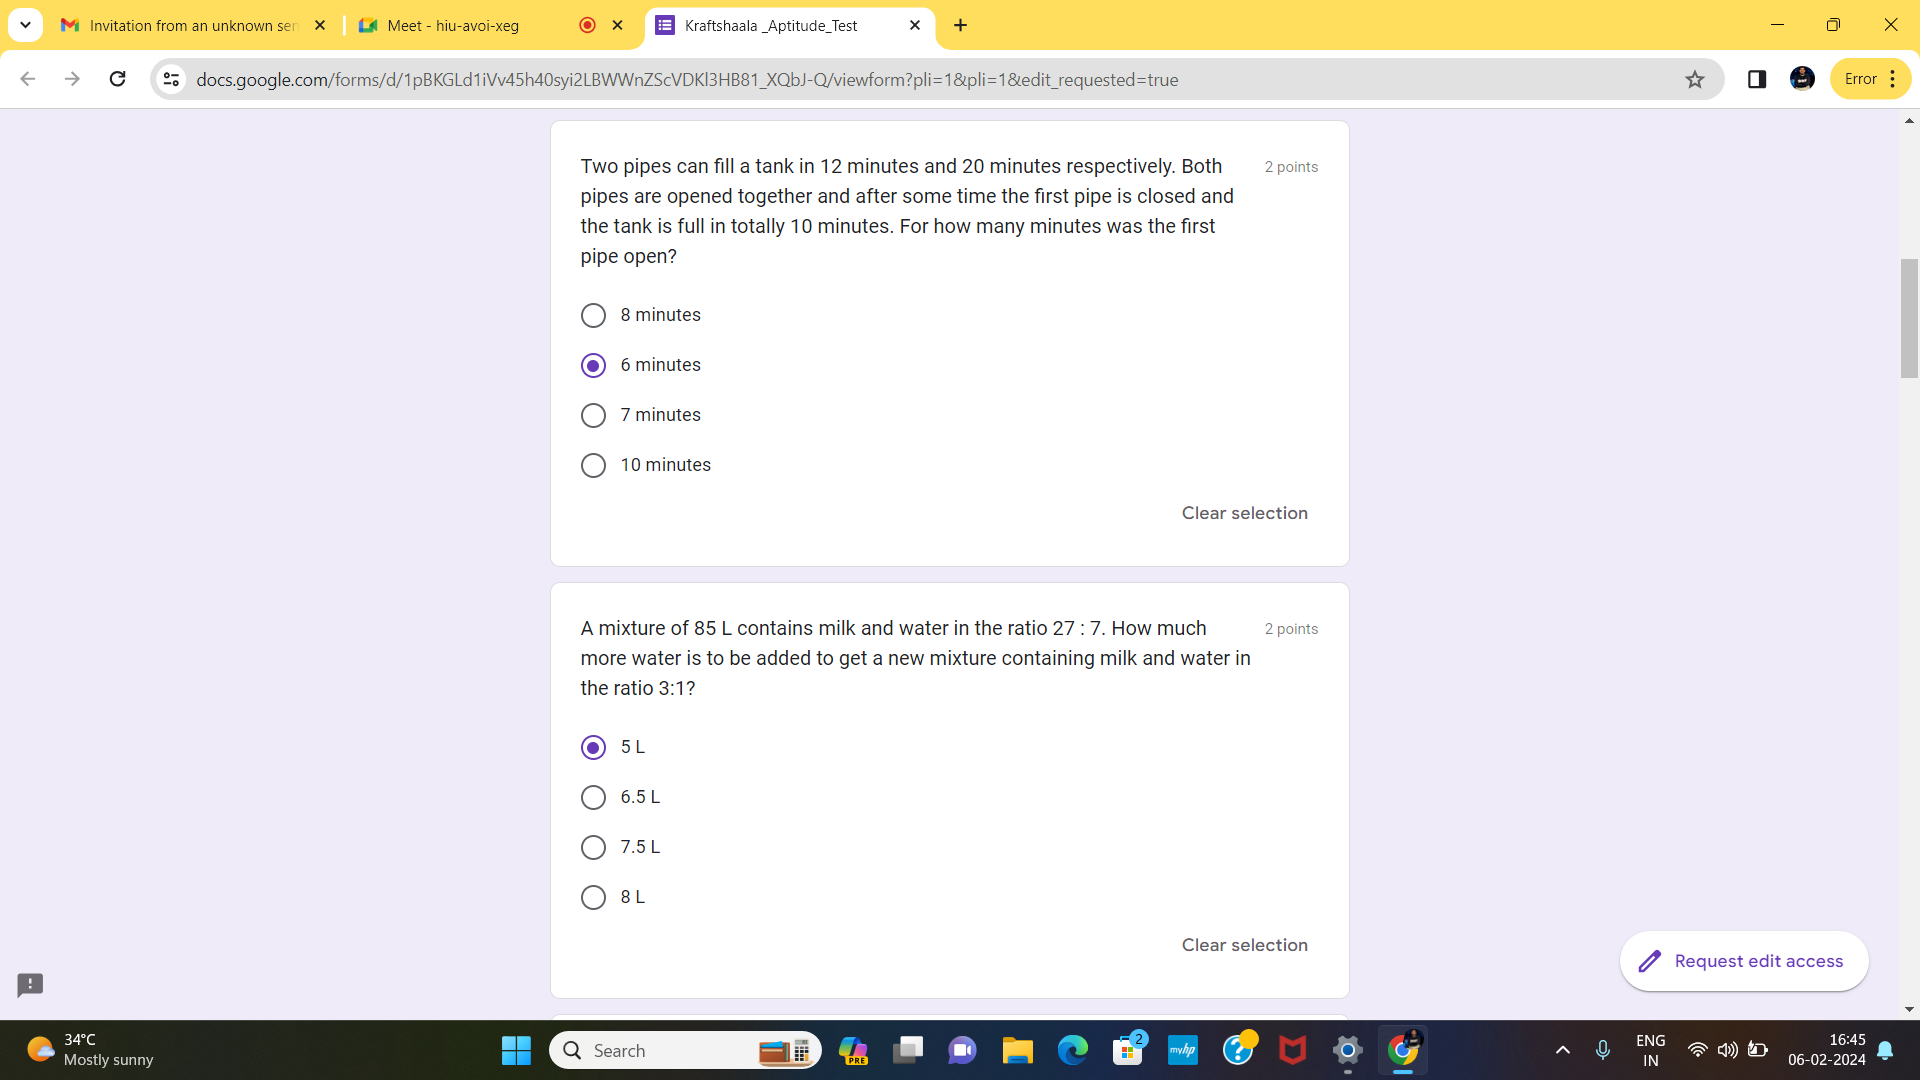 Invitation from an unknown sen
Meet - hiu-avoi-xeg
Kraftshaala _Aptitude_Test
docs.google.com/forms/d/1pBKGLd1iVv45h40syi2LBWWnZScVDKl3HB81_XQbJ-Q/viewform?pli=1&pli=1&edit_requested=true
Error
Two pipes can fill a tank in 12 minutes and 20 minutes respectively. Both
2 points
pipes are opened together and after some time the first pipe is closed and
the tank is full in totally 10 minutes. For how many minutes was the first
pipe open?
8 minutes
6 minutes
7 minutes
10 minutes
Clear selection
A mixture of 85 L contains milk and water in the ratio 27 : 7. How much
2 points
more water is to be added to get a new mixture containing milk and water in
the ratio 3:1?
5 L
6.5 L
7.5 L
8 L
Clear selection
Request edit access
34°C
Mostly sunny
Search
PRE
2
myhp
ENG
IN
16:45
06-02-2024